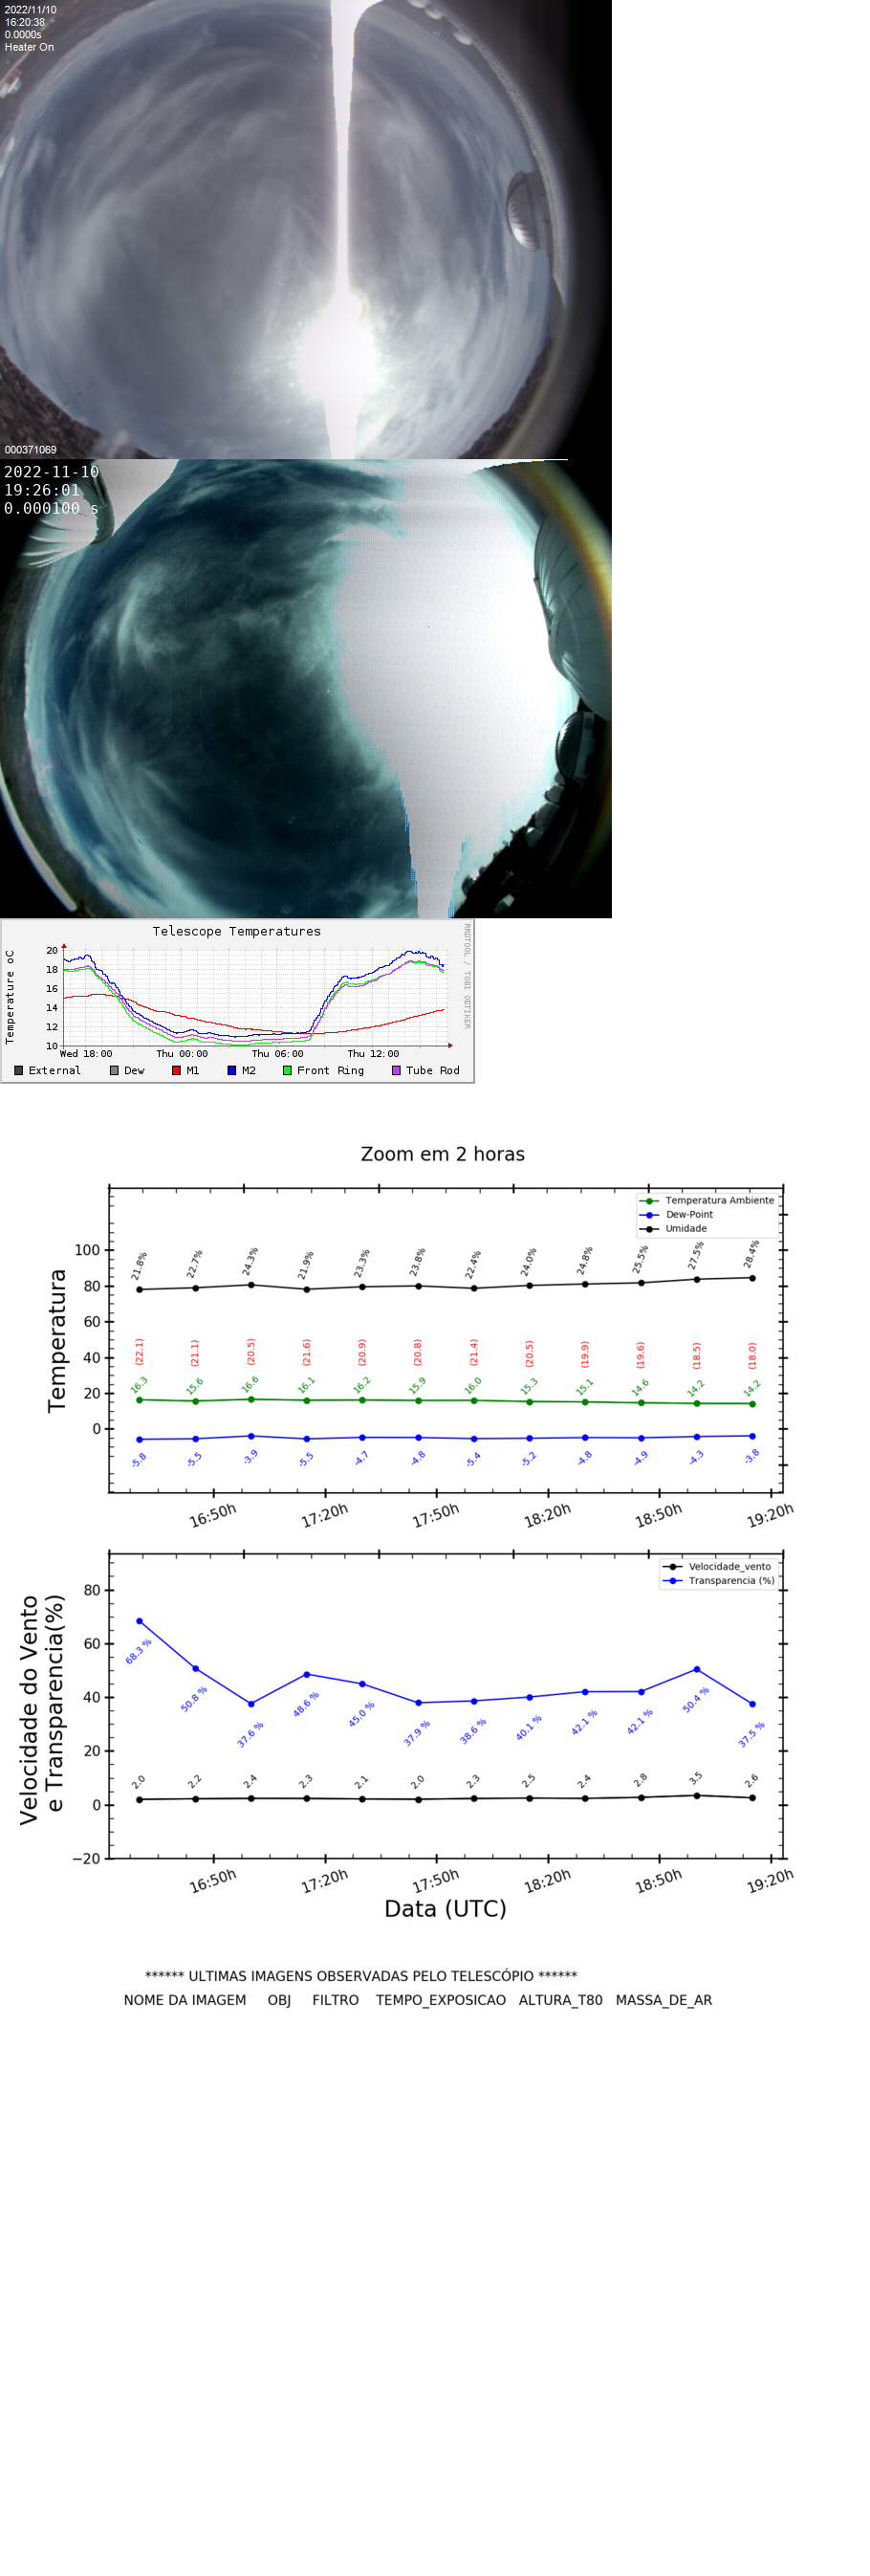 2022/11/10
16:20:38
0.0000s
Heater On
000371069
2022-11-10
19:26:01
0.000100 s
Telescope Temperatures
RRDTOOL / TOBI OETIKER
Temperature oC
20
18
16
14
12
10
Wed 18:00 Thu 00:00 Thu 06:00 Thu 12:00
External Dew M1 M2 Front Ring Tube Rod
Zoom em 2 horas
Temperatura Ambiente
Dew-Point
Umidade
Temperatura
100
80
60
40
20
0
21.8% 22.7% 24.3% 21.9% 23.3% 23.8% 22.4% 24.0% 24.8% 25.5% 27.5% 28.4%
(22.1) (21.1) (20.5) (21.6) (20.9) (20.8) (21.4) (20.5) (19.9) (19.6) (18.5) (18.0)
16.3 15.6 16.6 16.1 16.2 15.9 16.0 15.3 15.1 14.6 14.2 14.2
-5.8 -5.5 -3.9 -5.5 -4.7 -4.8 -5.4 -5.2 -4.8 -4.9 -4.3 -3.8
16:50h 17:20h 17:50h 18:20h 18:50h 19:20h
Velocidade_vento
Transparencia (%)
Velocidade do Vento
e Transparencia(%)
80
60
40
20
0
−20
68.3 % 50.8 % 37.6 % 48.6 % 45.0 % 37.9 % 38.6 % 40.1 % 42.1 % 42.1 % 50.4 % 37.5 %
2.0 2.2 2.4 2.3 2.1 2.0 2.3 2.5 2.4 2.8 3.5 2.6
16:50h 17:20h 17:50h 18:20h 18:50h 19:20h
Data (UTC)
****** ULTIMAS IMAGENS OBSERVADAS PELO TELESCÓPIO ******
NOME DA IMAGEM OBJ FILTRO TEMPO_EXPOSICAO ALTURA_T80 MASSA_DE_AR